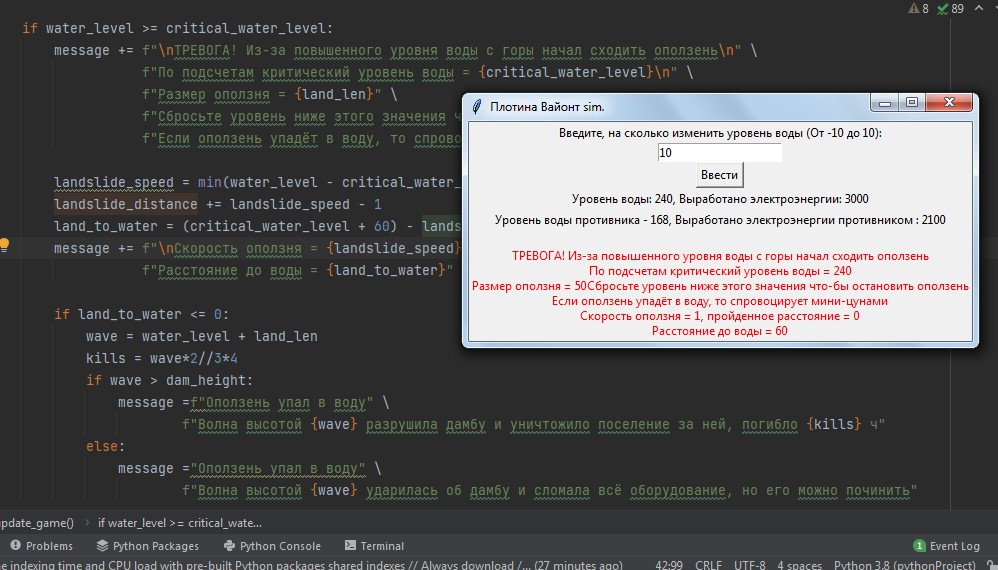 8 89
if water_level >= critical_water_level:
message += f"\nТРЕВОГА! Из-за повышенного уровня воды с горы начал сходить оползень\n" \
f"По подсчетам критический уровень воды = {critical_water_level}\n" \
f"Размер оползня = {land_len}" \
f"Сбросьте уровень ниже этого значения ч
f"Если оползень упадёт в воду, то спрово
landslide_speed = min(water_level - critical_water_
landslide_distance += landslide_speed - 1
land_to_water = (critical_water_level + 60) - lands
message += f"\nСкорость оползня = {landslide_speed}
f"Расстояние до воды = {land_to_water}"
if land_to_water <= 0:
wave = water_level + land_len
kills = wave*2//3*4
if wave > dam_height:
message =f"Оползень упал в воду" \
f"Волна высотой {wave} разрушила дамбу и уничтожило поселение за ней, погибло {kills} ч"
else:
message ="Оползень упал в воду" \
f"Волна высотой {wave} ударилась об дамбу и сломала всё оборудование, но его можно починить"
Плотина Вайонт sim.
Введите, на сколько изменить уровень воды (От -10 до 10):
10
Ввести
Уровень воды: 240, Выработано электроэнергии: 3000
Уровень воды противника - 168, Выработано электроэнергии противником : 2100
ТРЕВОГА! Из-за повышенного уровня воды с горы начал сходить оползень
По подсчетам критический уровень воды = 240
Размер оползня = 50Сбросьте уровень ниже этого значения что-бы остановить оползень
Если оползень упадёт в воду, то спровоцирует мини-цунами
Скорость оползня = 1, пройденное расстояние = 0
Расстояние до воды = 60
update_game() › if water_level >= critical_wate...
Problems Python Packages Python Console Terminal 1 Event Log
e indexing time and CPU load with pre-built Python packages shared indexes // Always download /... (27 minutes ago) 42:99 CRLF UTF-8 4 spaces Python 3.8 (pythonProject)